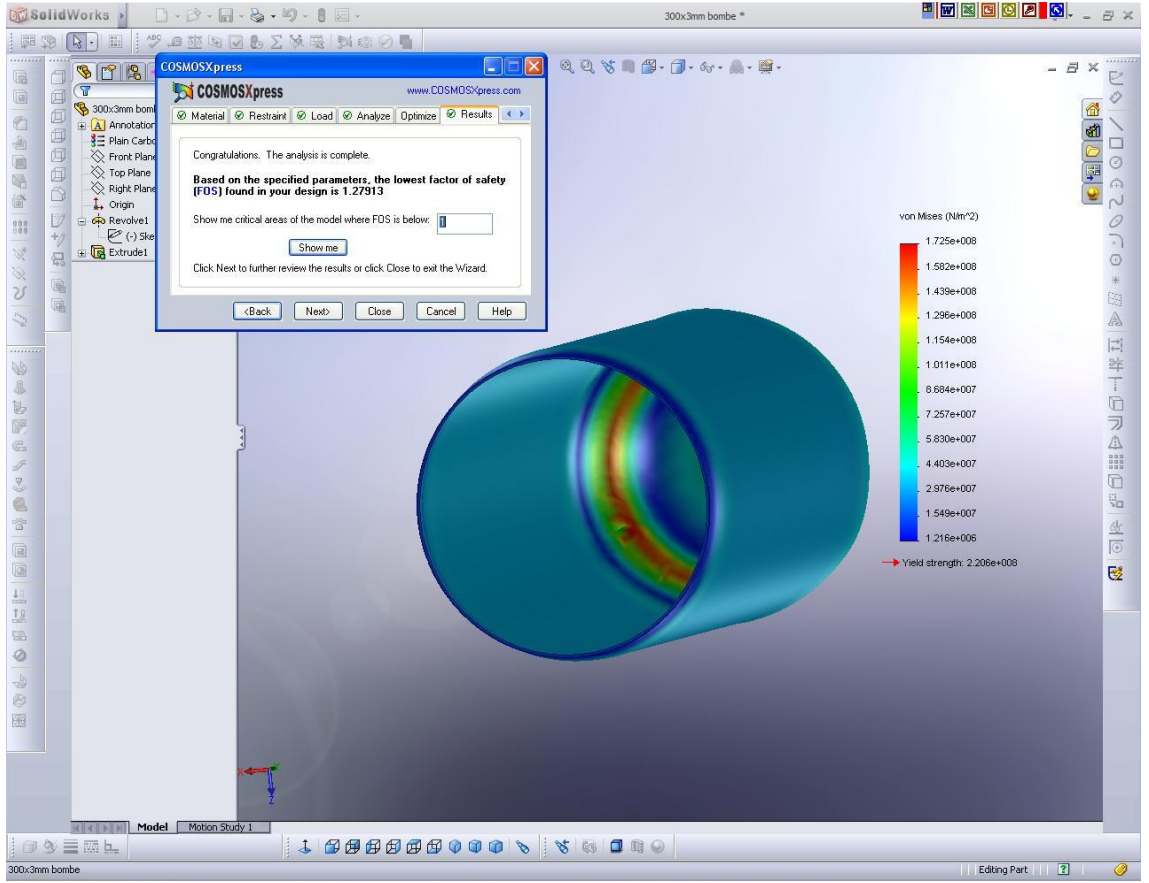 SolidWorks
300x3mm bombe *
COSMOSXpress
COSMOSXpress
www.COSMOSXpress.com
Material
Restraint
Load
Analyze
Optimize
Results
Congratulations. The analysis is complete.
Based on the specified parameters, the lowest factor of safety
(FOS) found in your design is 1.27913
Show me critical areas of the model where FOS is below: 1
Show me
Click Next to further review the results or click Close to exit the Wizard.
<Back
Next>
Close
Cancel
Help
300x3mm bom
Annotation
Plain Carbo
Front Plane
Top Plane
Right Plane
Origin
Revolve1
(-) Ske
Extrude1
von Mises (N/m^2)
1.725e+008
1.582e+008
1.439e+008
1.296e+008
1.154e+008
1.011e+008
8.684e+007
7.257e+007
5.830e+007
4.403e+007
2.976e+007
1.549e+007
1.216e+006
Yield strength: 2.206e+008
X
Z
Model
Motion Study 1
300x3mm bombe
Editing Part